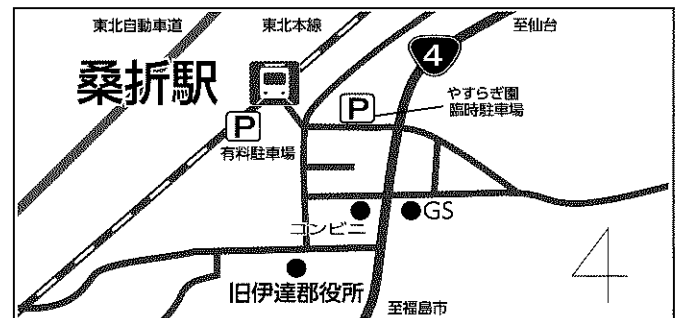 東北自動車道
東北本線
至仙台
4
桑折駅
やすらぎ園
臨時駐車場
P
P
有料駐車場
コンビニ
GS
旧伊達郡役所
至福島市
4